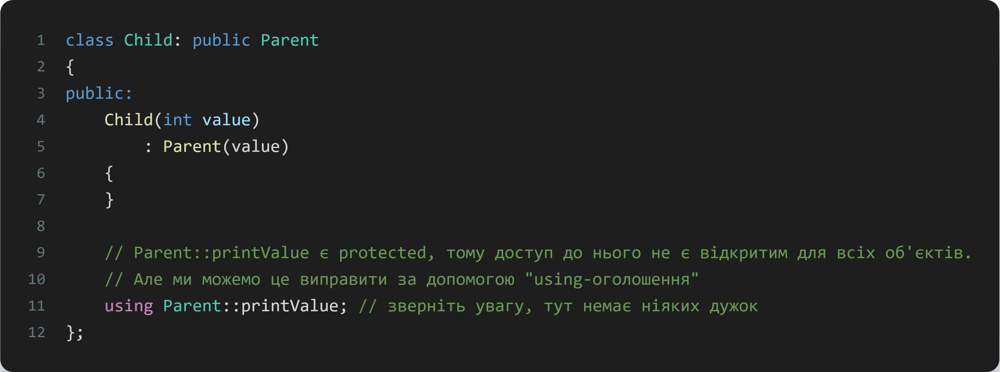 1 class Child: public Parent
2 {
3 public:
4     Child(int value)
5         : Parent(value)
6     {
7     }
8
9     // Parent::printValue є protected, тому доступ до нього не є відкритим для всіх об'єктів.
10     // Але ми можемо це виправити за допомогою "using-оголошення"
11     using Parent::printValue; // зверніть увагу, тут немає ніяких дужок
12 };